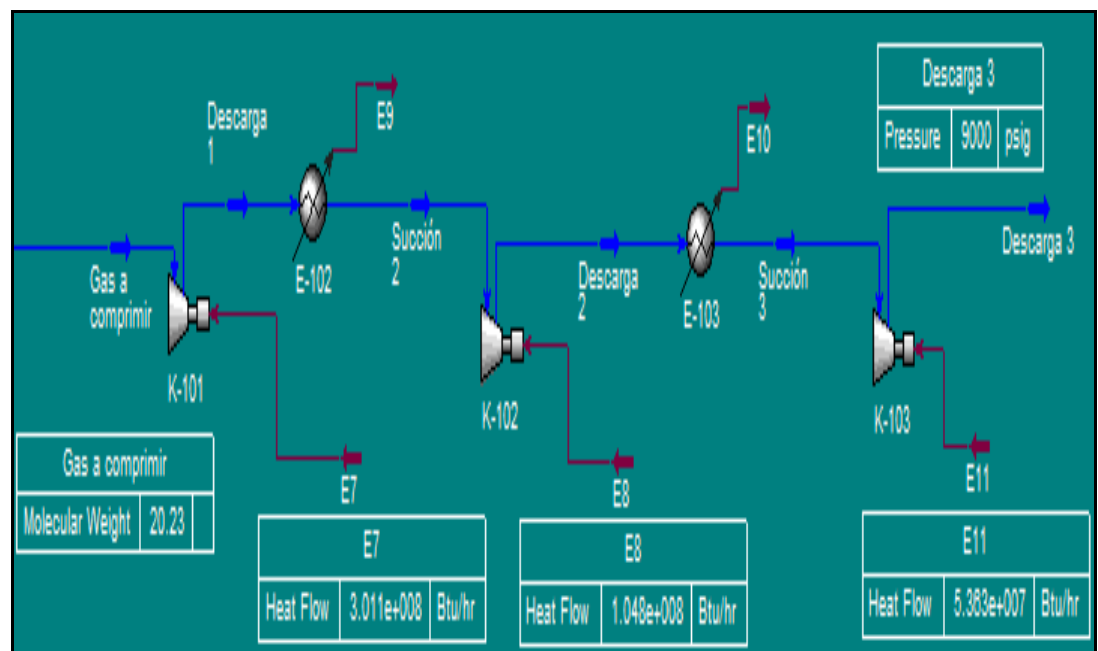 Descarga 3
Pressure 9000 psig
Descarga
1
E9
E10
Succión
2
E-102
Descarga
2
E-103
Succión
3
Descarga 3
Gas a
comprimir
K-101
K-102
K-103
E7
E8
E11
Gas a comprimir
Molecular Weight 20.23
E7
Heat Flow 3.011e+008 Btu/hr
E8
Heat Flow 1.048e+008 Btu/hr
E11
Heat Flow 5.363e+007 Btu/hr